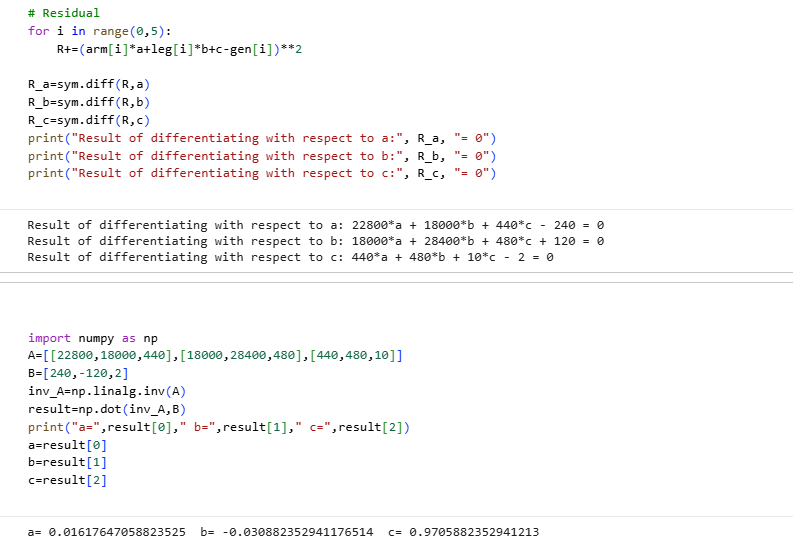 # Residual
for i in range(0,5):
    R+=(arm[i]*a+leg[i]*b+c-gen[i])**2
R_a=sym.diff(R,a)
R_b=sym.diff(R,b)
R_c=sym.diff(R,c)
print("Result of differentiating with respect to a:", R_a, "= 0")
print("Result of differentiating with respect to b:", R_b, "= 0")
print("Result of differentiating with respect to c:", R_c, "= 0")
Result of differentiating with respect to a: 22800*a + 18000*b + 440*c - 240 = 0
Result of differentiating with respect to b: 18000*a + 28400*b + 480*c + 120 = 0
Result of differentiating with respect to c: 440*a + 480*b + 10*c - 2 = 0
import numpy as np
A=[[22800,18000,440],[18000,28400,480],[440,480,10]]
B=[240,-120,2]
inv_A=np.linalg.inv(A)
result=np.dot(inv_A,B)
print("a=",result[0]," b=",result[1]," c=",result[2])
a=result[0]
b=result[1]
c=result[2]
a= 0.01617647058823525  b= -0.030882352941176514  c= 0.9705882352941213